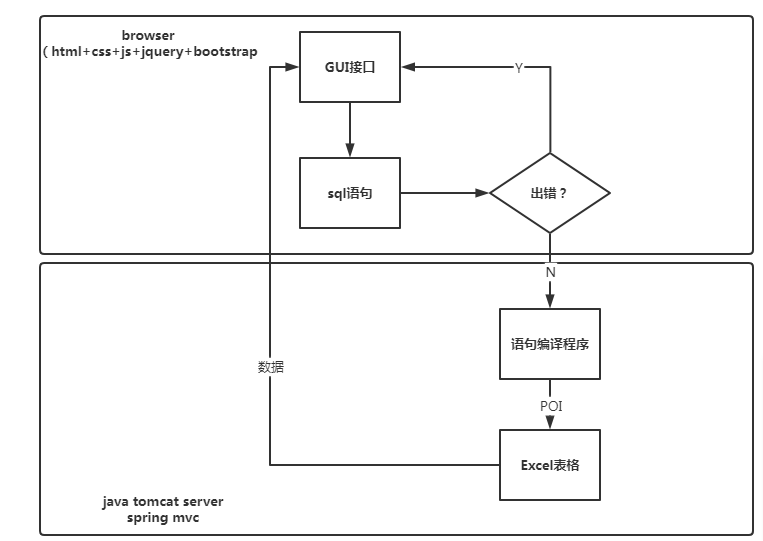 browser
（html+css+js+jquery+bootstrap
GUI接口
Y
sql语句
出错？
N
语句编译程序
数据
POI
Excel表格
java tomcat server
spring mvc